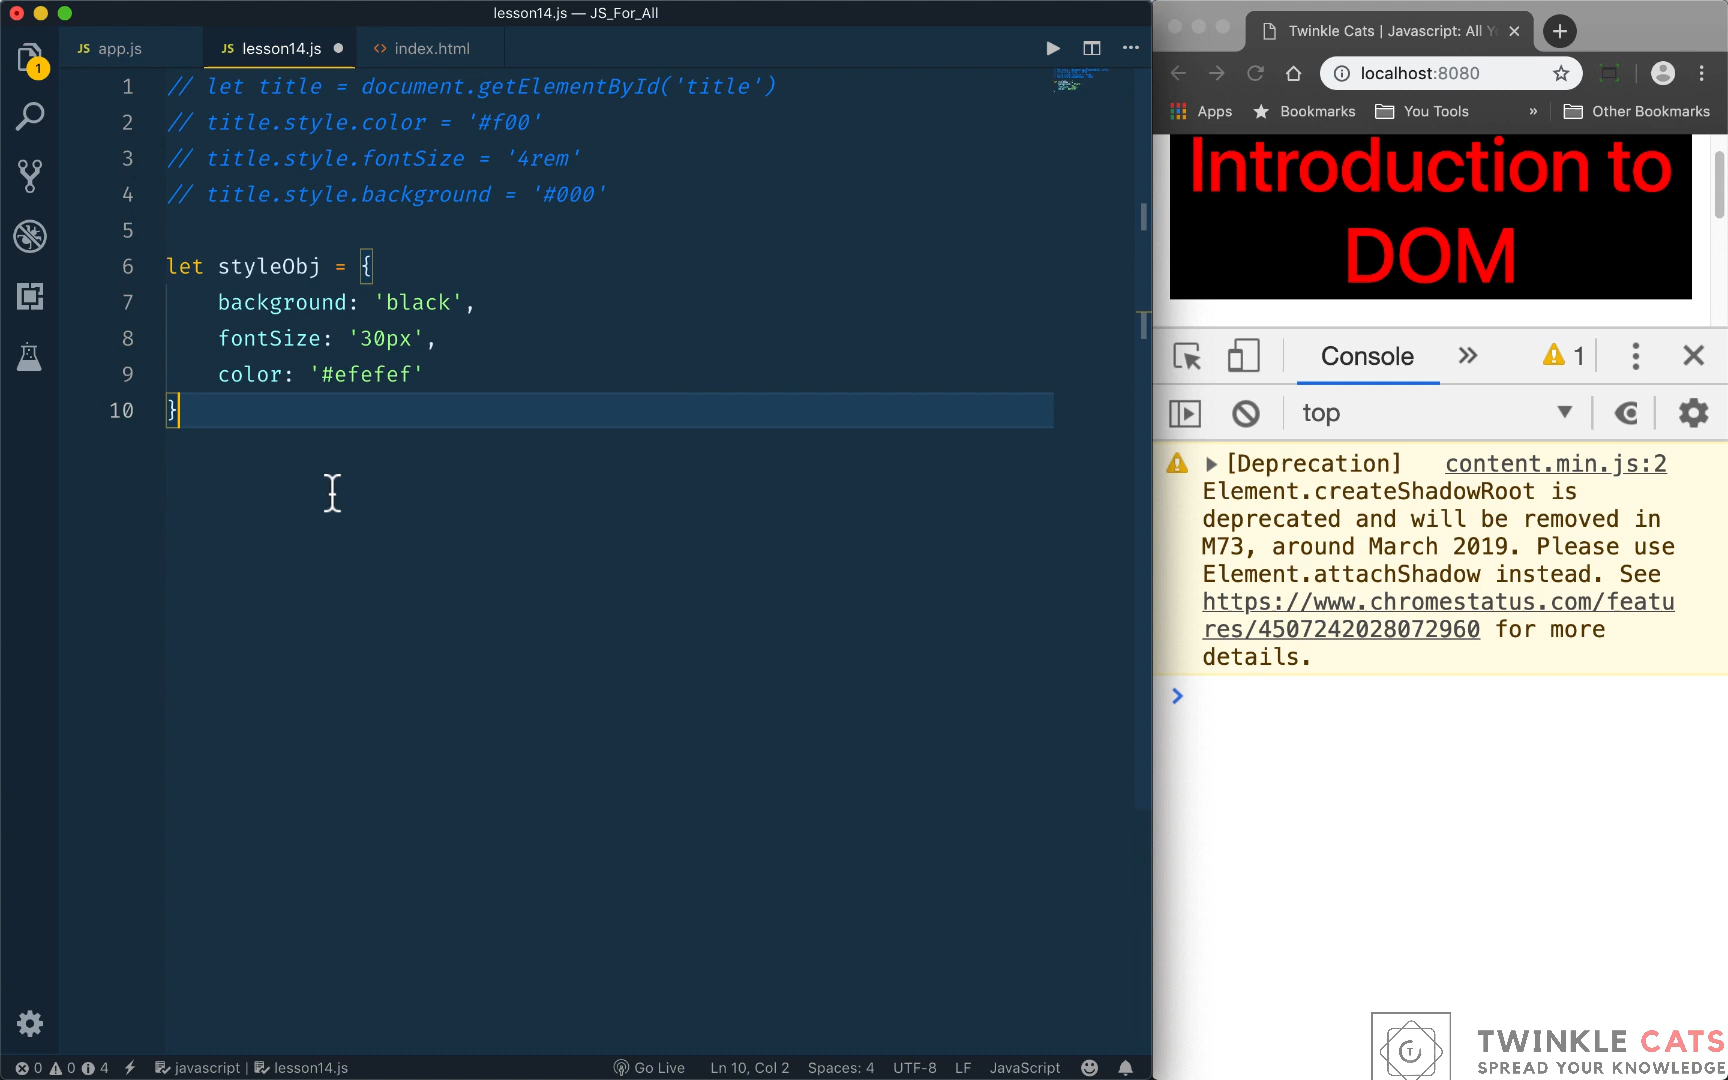 lesson14.js — JS_For_All
JS app.js
JS lesson14.js
<> index.html
1
1 // let title = document.getElementById('title')
2 // title.style.color = '#f00'
3 // title.style.fontSize = '4rem'
4 // title.style.background = '#000'
5
6 let styleObj = {
7 background: 'black',
8 fontSize: '30px',
9 color: '#efefef'
10 }
0 0 4 javascript | lesson14.js Go Live Ln 10, Col 2 Spaces: 4 UTF-8 LF JavaScript
Twinkle Cats | Javascript: All Y
localhost:8080
Apps Bookmarks You Tools » Other Bookmarks
Introduction to
DOM
Console » 1
top
[Deprecation] content.min.js:2
Element.createShadowRoot is
deprecated and will be removed in
M73, around March 2019. Please use
Element.attachShadow instead. See
https://www.chromestatus.com/featu
res/4507242028072960 for more
details.
TWINKLE CATS
SPREAD YOUR KNOWLEDGE